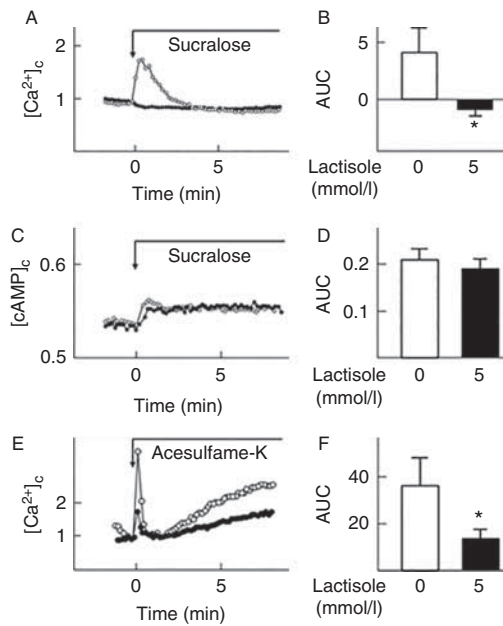 A
[Ca²⁺]c
2
1
Sucralose
0 5
Time (min)
B
AUC
5
0
*
Lactisole 0 5
(mmol/l)
C
[cAMP]c
0.6
0.5
Sucralose
0 5
Time (min)
D
AUC
0.2
0.1
Lactisole 0 5
(mmol/l)
E
[Ca²⁺]c
2
1
Acesulfame-K
0 5
Time (min)
F
AUC
40
20
*
Lactisole 0 5
(mmol/l)